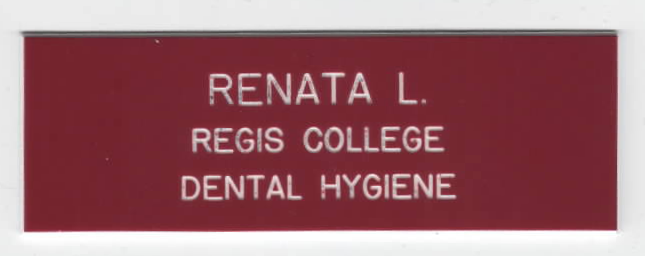 RENATA L.
REGIS COLLEGE
DENTAL HYGIENE